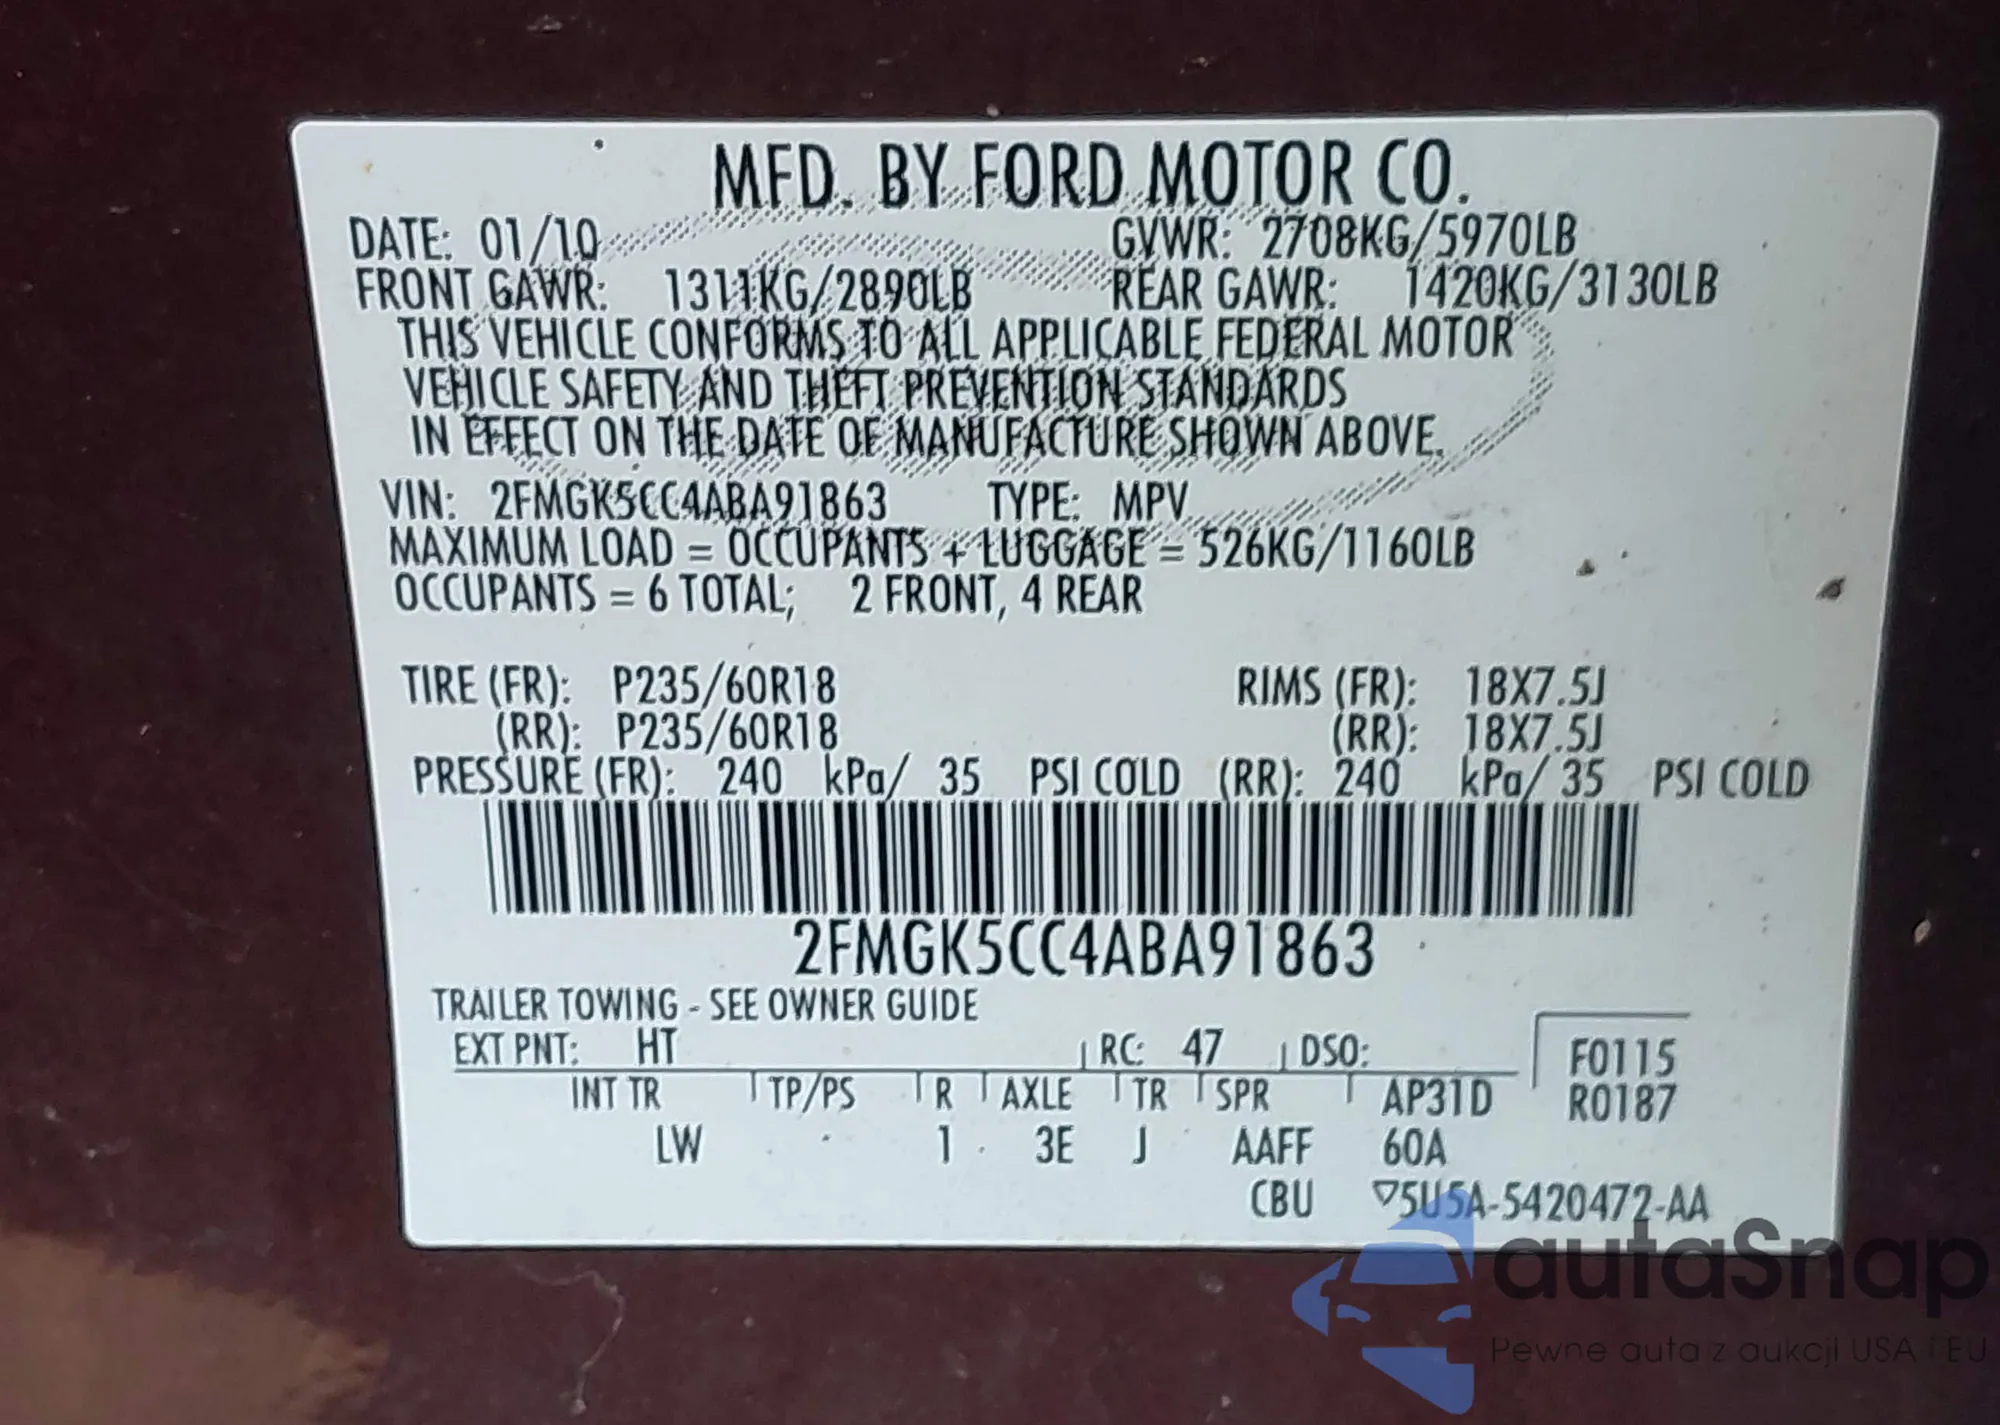 MFD. BY FORD MOTOR CO.
DATE: 01/10 GVWR: 2708KG/5970LB
FRONT GAWR: 1311KG/2890LB REAR GAWR: 1420KG/3130LB
THIS VEHICLE CONFORMS TO ALL APPLICABLE FEDERAL MOTOR
VEHICLE SAFETY AND THEFT PREVENTION STANDARDS
IN EFFECT ON THE DATE OF MANUFACTURE SHOWN ABOVE.
VIN: 2FMGK5CC4ABA91863 TYPE: MPV
MAXIMUM LOAD = OCCUPANTS + LUGGAGE = 526KG/1160LB
OCCUPANTS = 6 TOTAL; 2 FRONT, 4 REAR
TIRE (FR): P235/60R18 RIMS (FR): 18X7.5J
(RR): P235/60R18 (RR): 18X7.5J
PRESSURE (FR): 240 kPa/ 35 PSI COLD (RR): 240 kPa/ 35 PSI COLD
2FMGK5CC4ABA91863
TRAILER TOWING - SEE OWNER GUIDE
EXT PNT: HT RC: 47 DSO: F0115
INT TR TP/PS R AXLE TR SPR AP31D R0187
LW 1 3E J AAFF 60A
CBU ▽5U5A-5420472-AA
autaSnap
Pewne auta z aukcji USA i EU